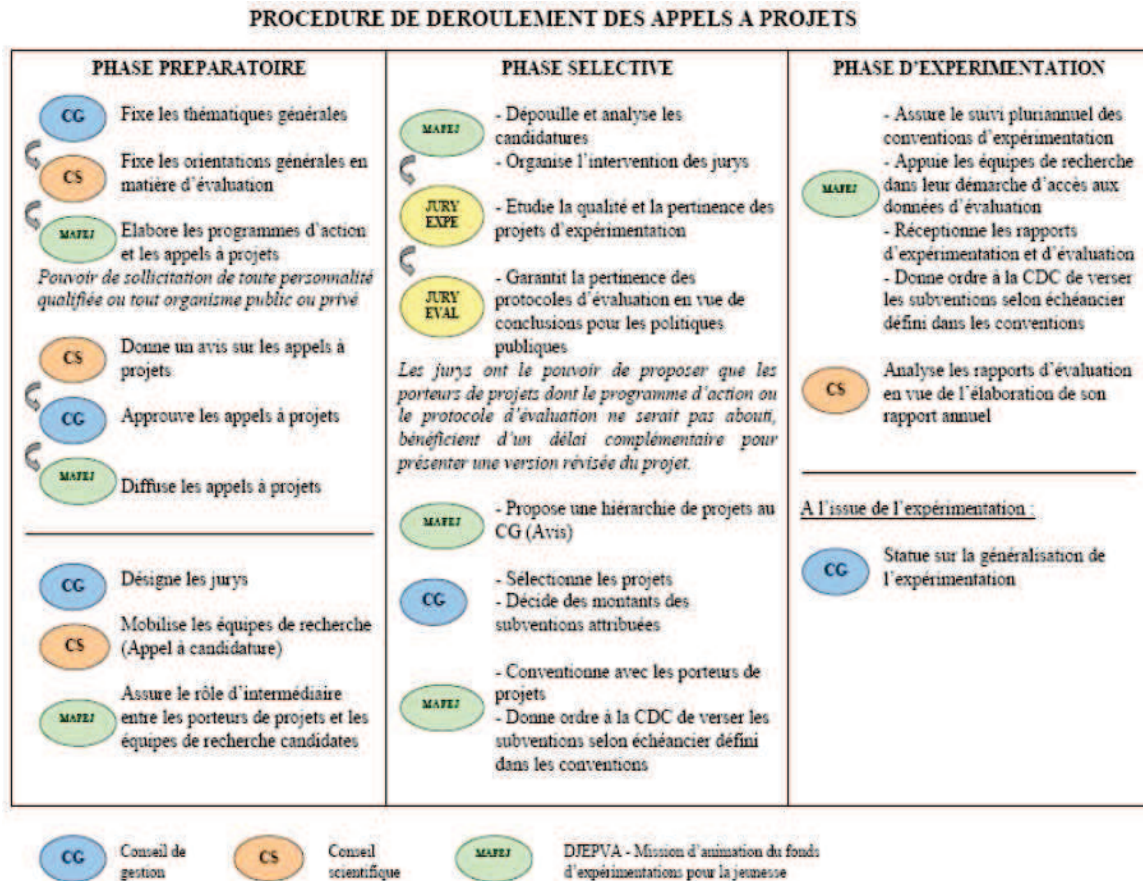 PROCEDURE DE DEROULEMENT DES APPELS A PROJETS
PHASE PREPARATOIRE
CG
Fixe les thématiques générales
CS
Fixe les orientations générales en
matière d'évaluation
MAFEJ
Elabore les programmes d'action
et les appels à projets
Pouvoir de sollicitation de toute personnalité
qualifiée ou tout organisme public ou privé
CS
Donne un avis sur les appels à
projets
CG
Approuve les appels à projets
MAFEJ
Diffuse les appels à projets
CG
Désigne les jurys
CS
Mobilise les équipes de recherche
(Appel à candidature)
MAFEJ
Assure le rôle d'intermédiaire
entre les porteurs de projets et les
équipes de recherche candidates
PHASE SELECTIVE
MAFEJ
- Dépouille et analyse les
candidatures
- Organise l'intervention des jurys
JURY
EXPE
- Etudie la qualité et la pertinence des
projets d'expérimentation
JURY
EVAL
- Garantit la pertinence des
protocoles d'évaluation en vue de
conclusions pour les politiques
publiques
Les jurys ont le pouvoir de proposer que les
porteurs de projets dont le programme d'action ou
le protocole d'évaluation ne serait pas abouti,
bénéficient d'un délai complémentaire pour
présenter une version révisée du projet.
MAFEJ
- Propose une hiérarchie de projets au
CG (Avis)
CG
- Sélectionne les projets
- Décide des montants des
subventions attribuées
MAFEJ
- Conventionne avec les porteurs de
projets
- Donne ordre à la CDC de verser les
subventions selon échéancier défini
dans les conventions
PHASE D'EXPERIMENTATION
MAFEJ
- Assure le suivi pluriannuel des
conventions d'expérimentation
- Appuie les équipes de recherche
dans leur démarche d'accès aux
données d'évaluation
- Réceptionne les rapports
d'expérimentation et d'évaluation
- Donne ordre à la CDC de verser
les subventions selon échéancier
défini dans les conventions
CS
Analyse les rapports d'évaluation
en vue de l'élaboration de son
rapport annuel
A l'issue de l'expérimentation :
CG
Statue sur la généralisation de
l'expérimentation
CG
Conseil de
gestion
CS
Conseil
scientifique
MAFEJ
DJEPVA - Mission d'animation du fonds
d'expérimentations pour la jeunesse